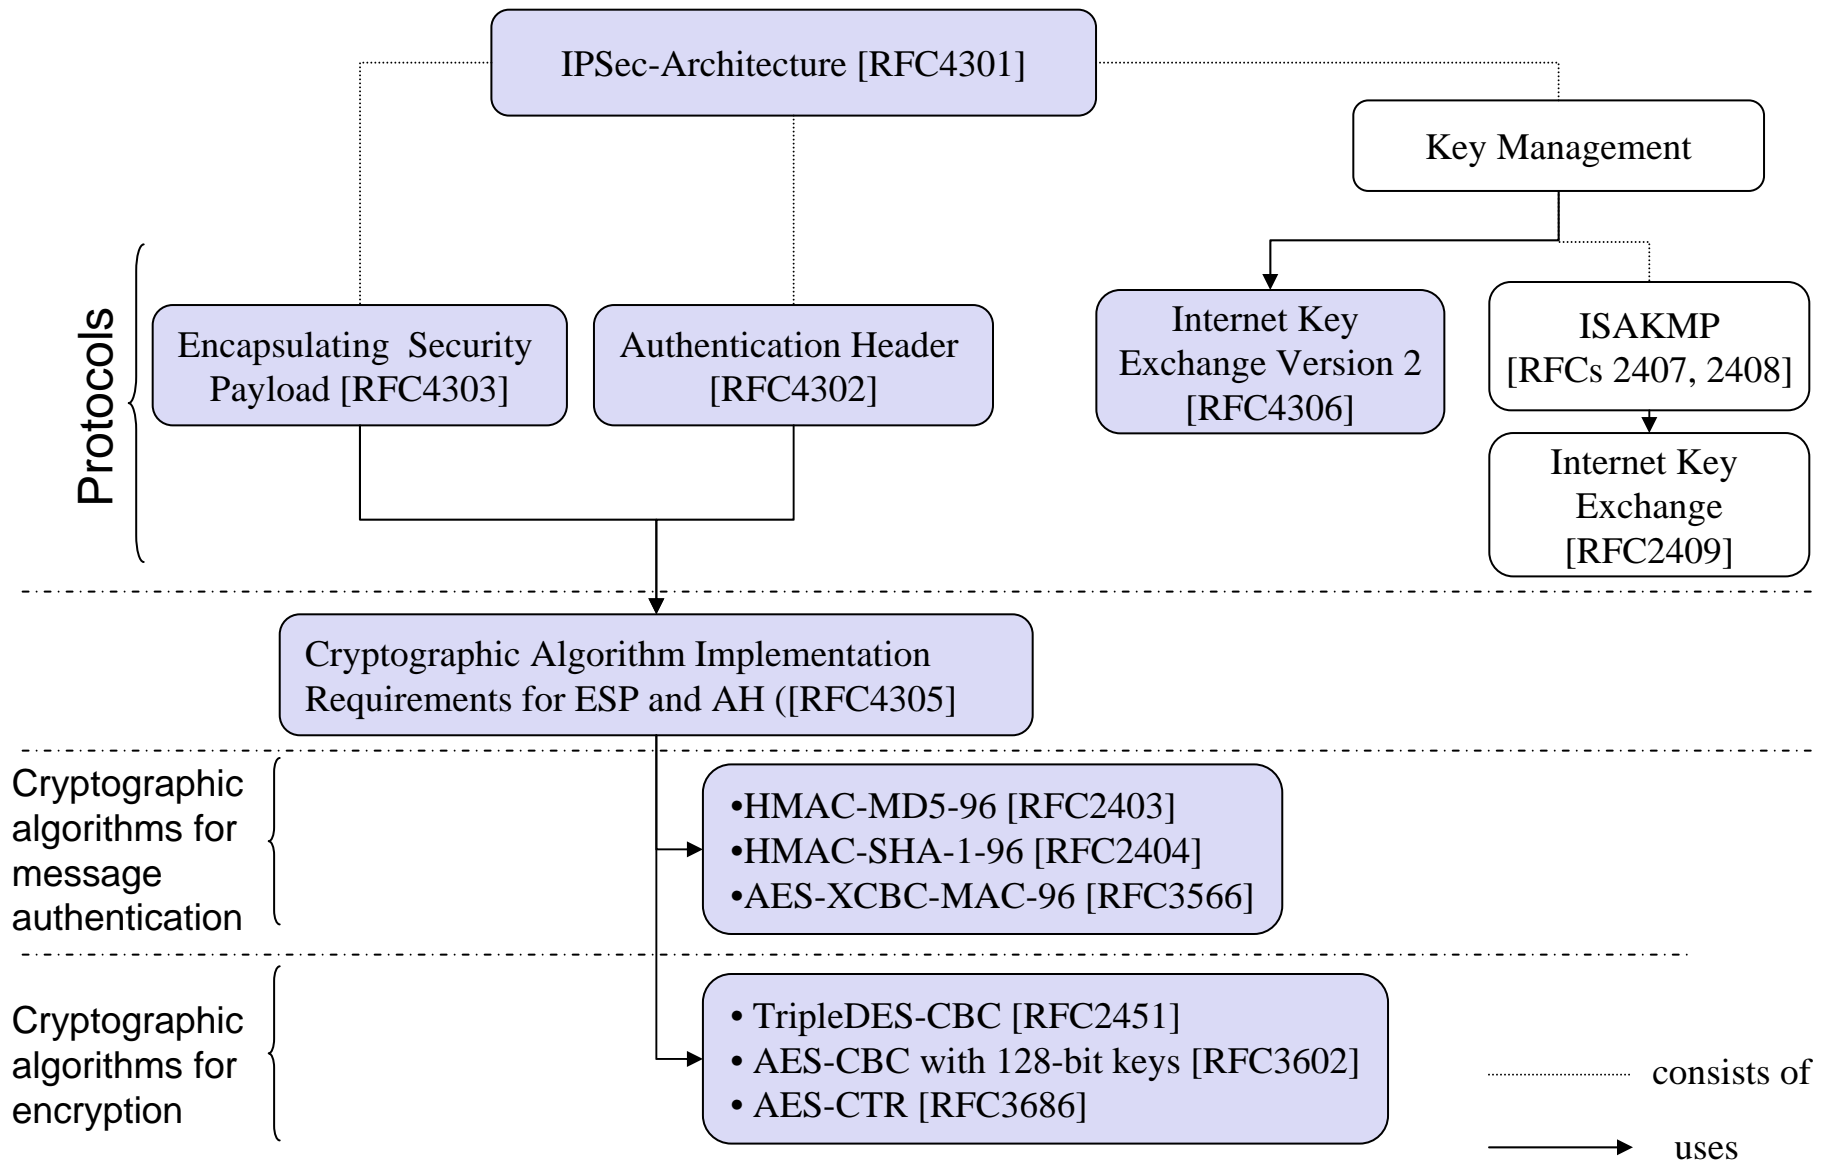 IPSec-Architecture [RFC4301]
Key Management
Protocols
Encapsulating Security
Payload [RFC4303]
Authentication Header
[RFC4302]
Internet Key
Exchange Version 2
[RFC4306]
ISAKMP
[RFCs 2407, 2408]
Internet Key
Exchange
[RFC2409]
Cryptographic Algorithm Implementation
Requirements for ESP and AH ([RFC4305]
Cryptographic
algorithms for
message
authentication
•HMAC-MD5-96 [RFC2403]
•HMAC-SHA-1-96 [RFC2404]
•AES-XCBC-MAC-96 [RFC3566]
Cryptographic
algorithms for
encryption
• TripleDES-CBC [RFC2451]
• AES-CBC with 128-bit keys [RFC3602]
• AES-CTR [RFC3686]
consists of
uses